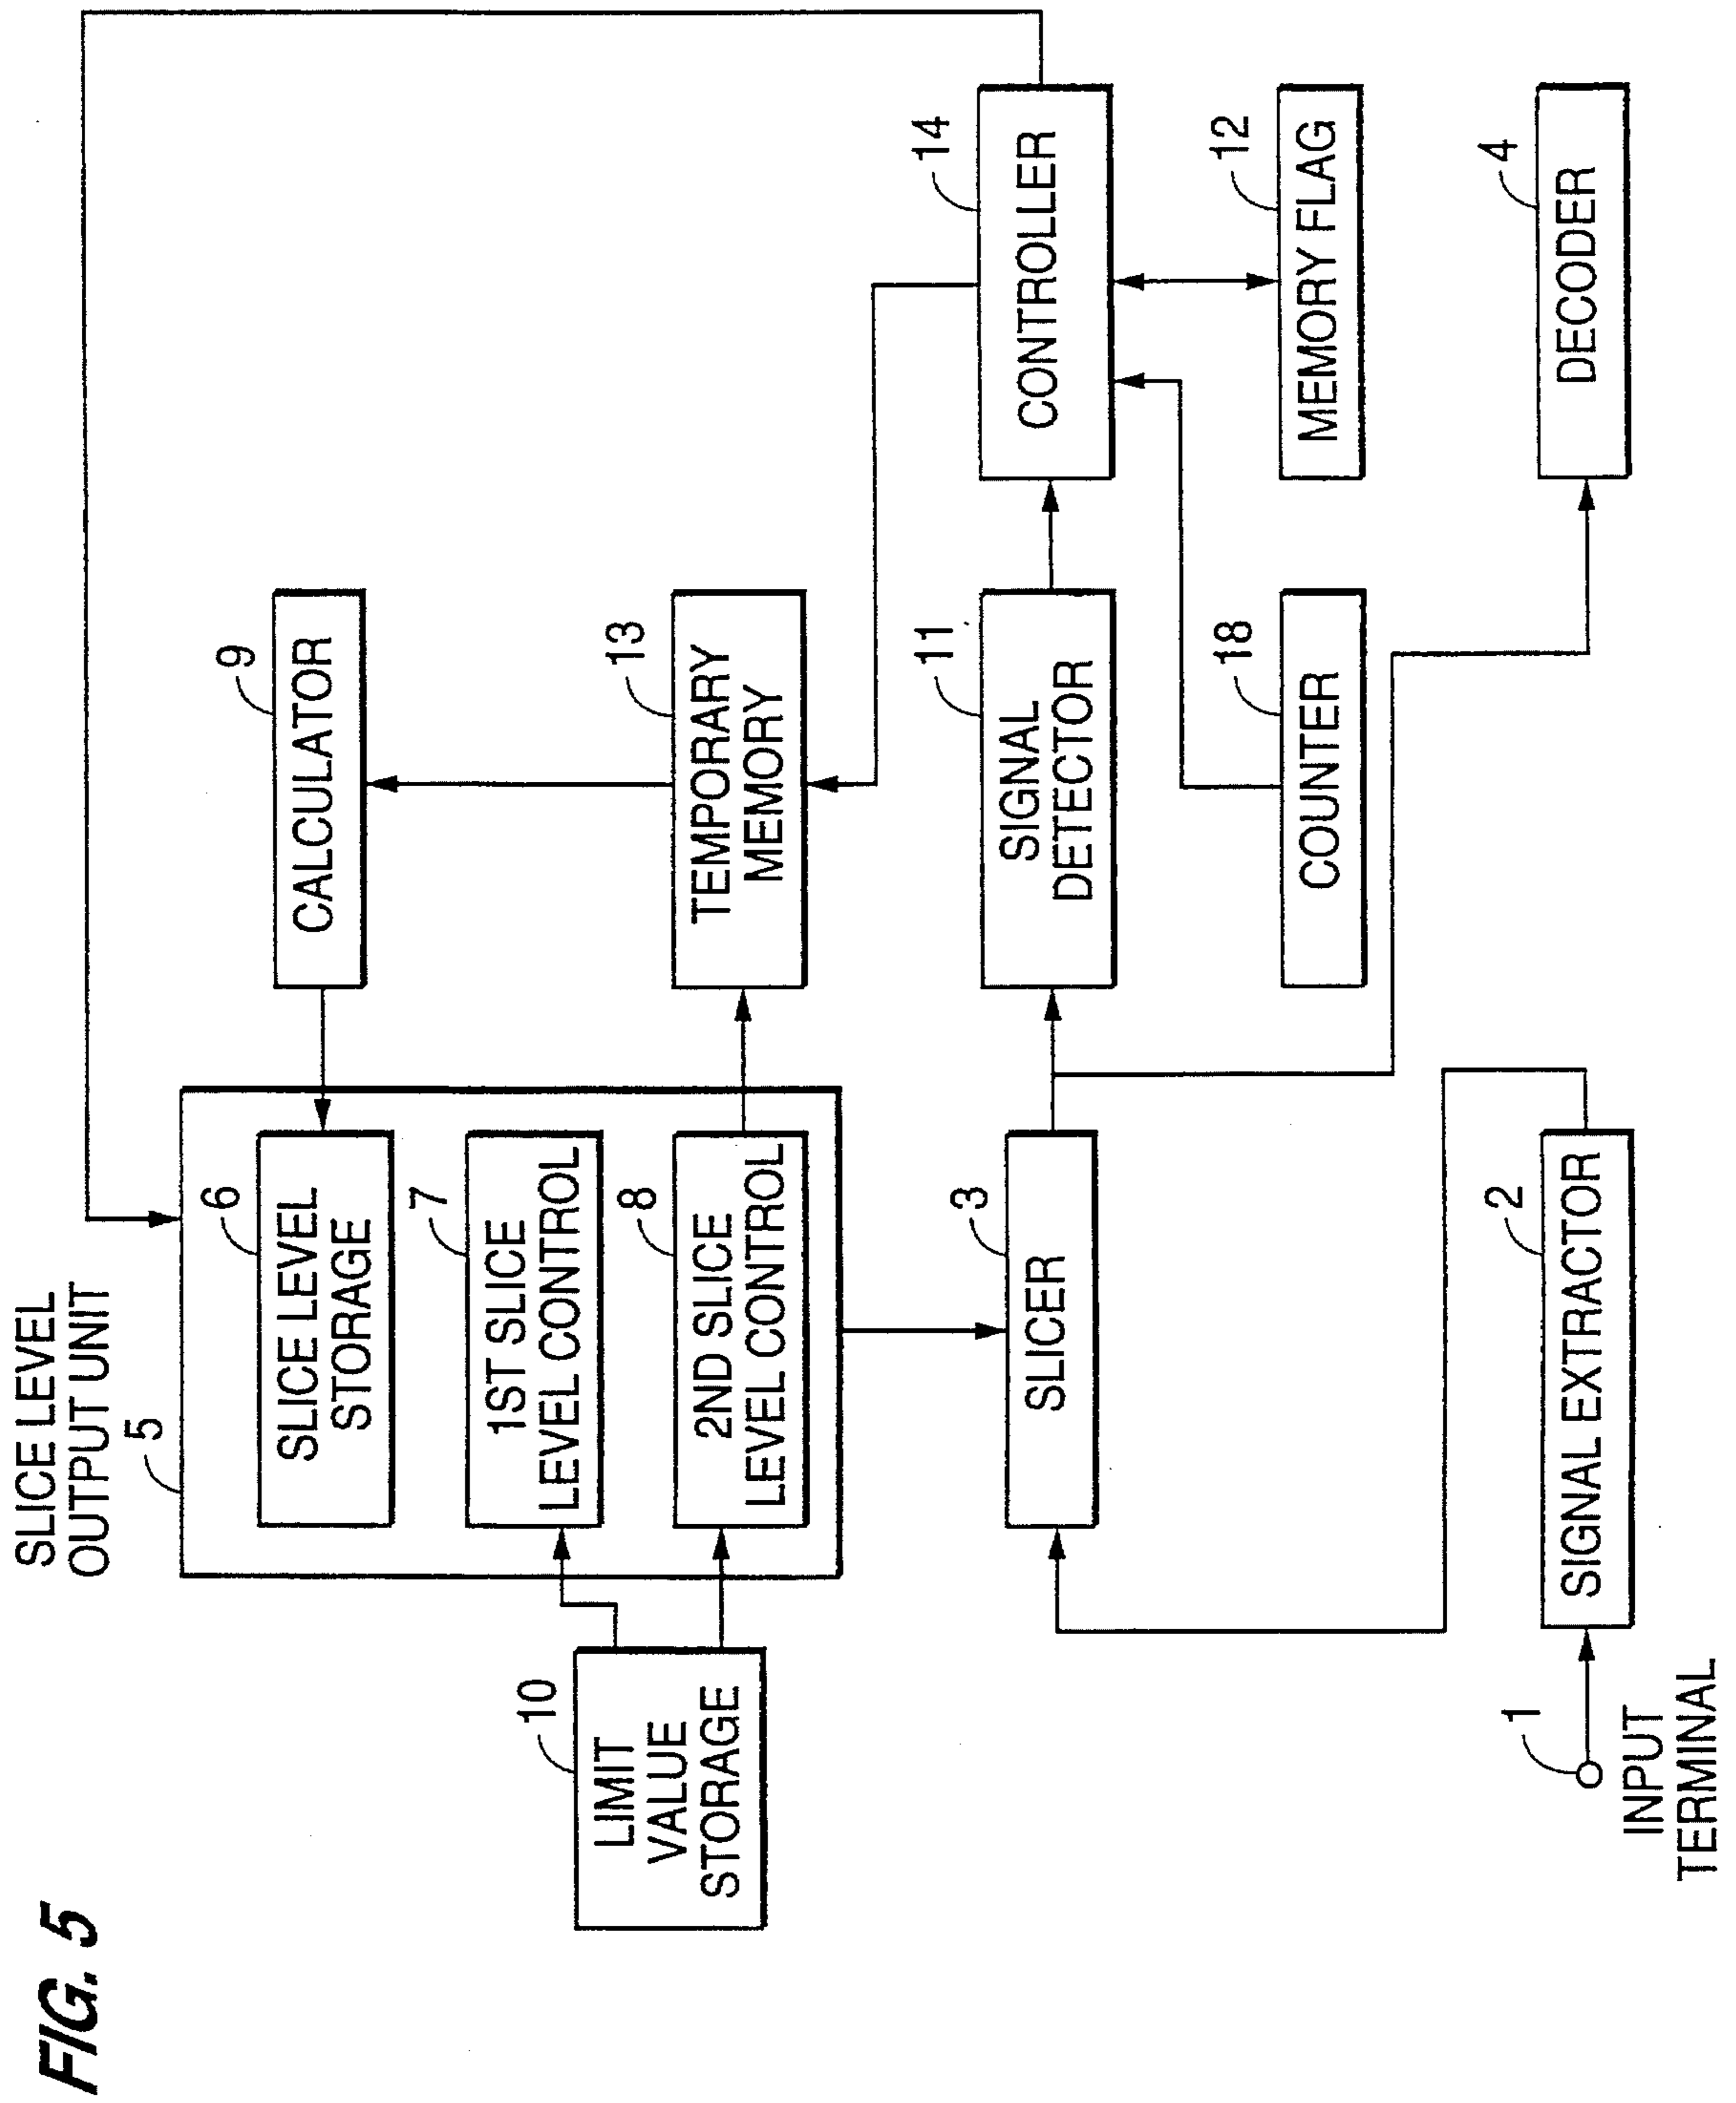 FIG. 5
SLICE LEVEL
OUTPUT UNIT
5
6
SLICE LEVEL
STORAGE
7
1ST SLICE
LEVEL CONTROL
8
2ND SLICE
LEVEL CONTROL
9
CALCULATOR
10
LIMIT
VALUE
STORAGE
13
TEMPORARY
MEMORY
3
SLICER
11
SIGNAL
DETECTOR
14
CONTROLLER
18
COUNTER
12
MEMORY FLAG
1
INPUT
TERMINAL
2
SIGNAL EXTRACTOR
4
DECODER